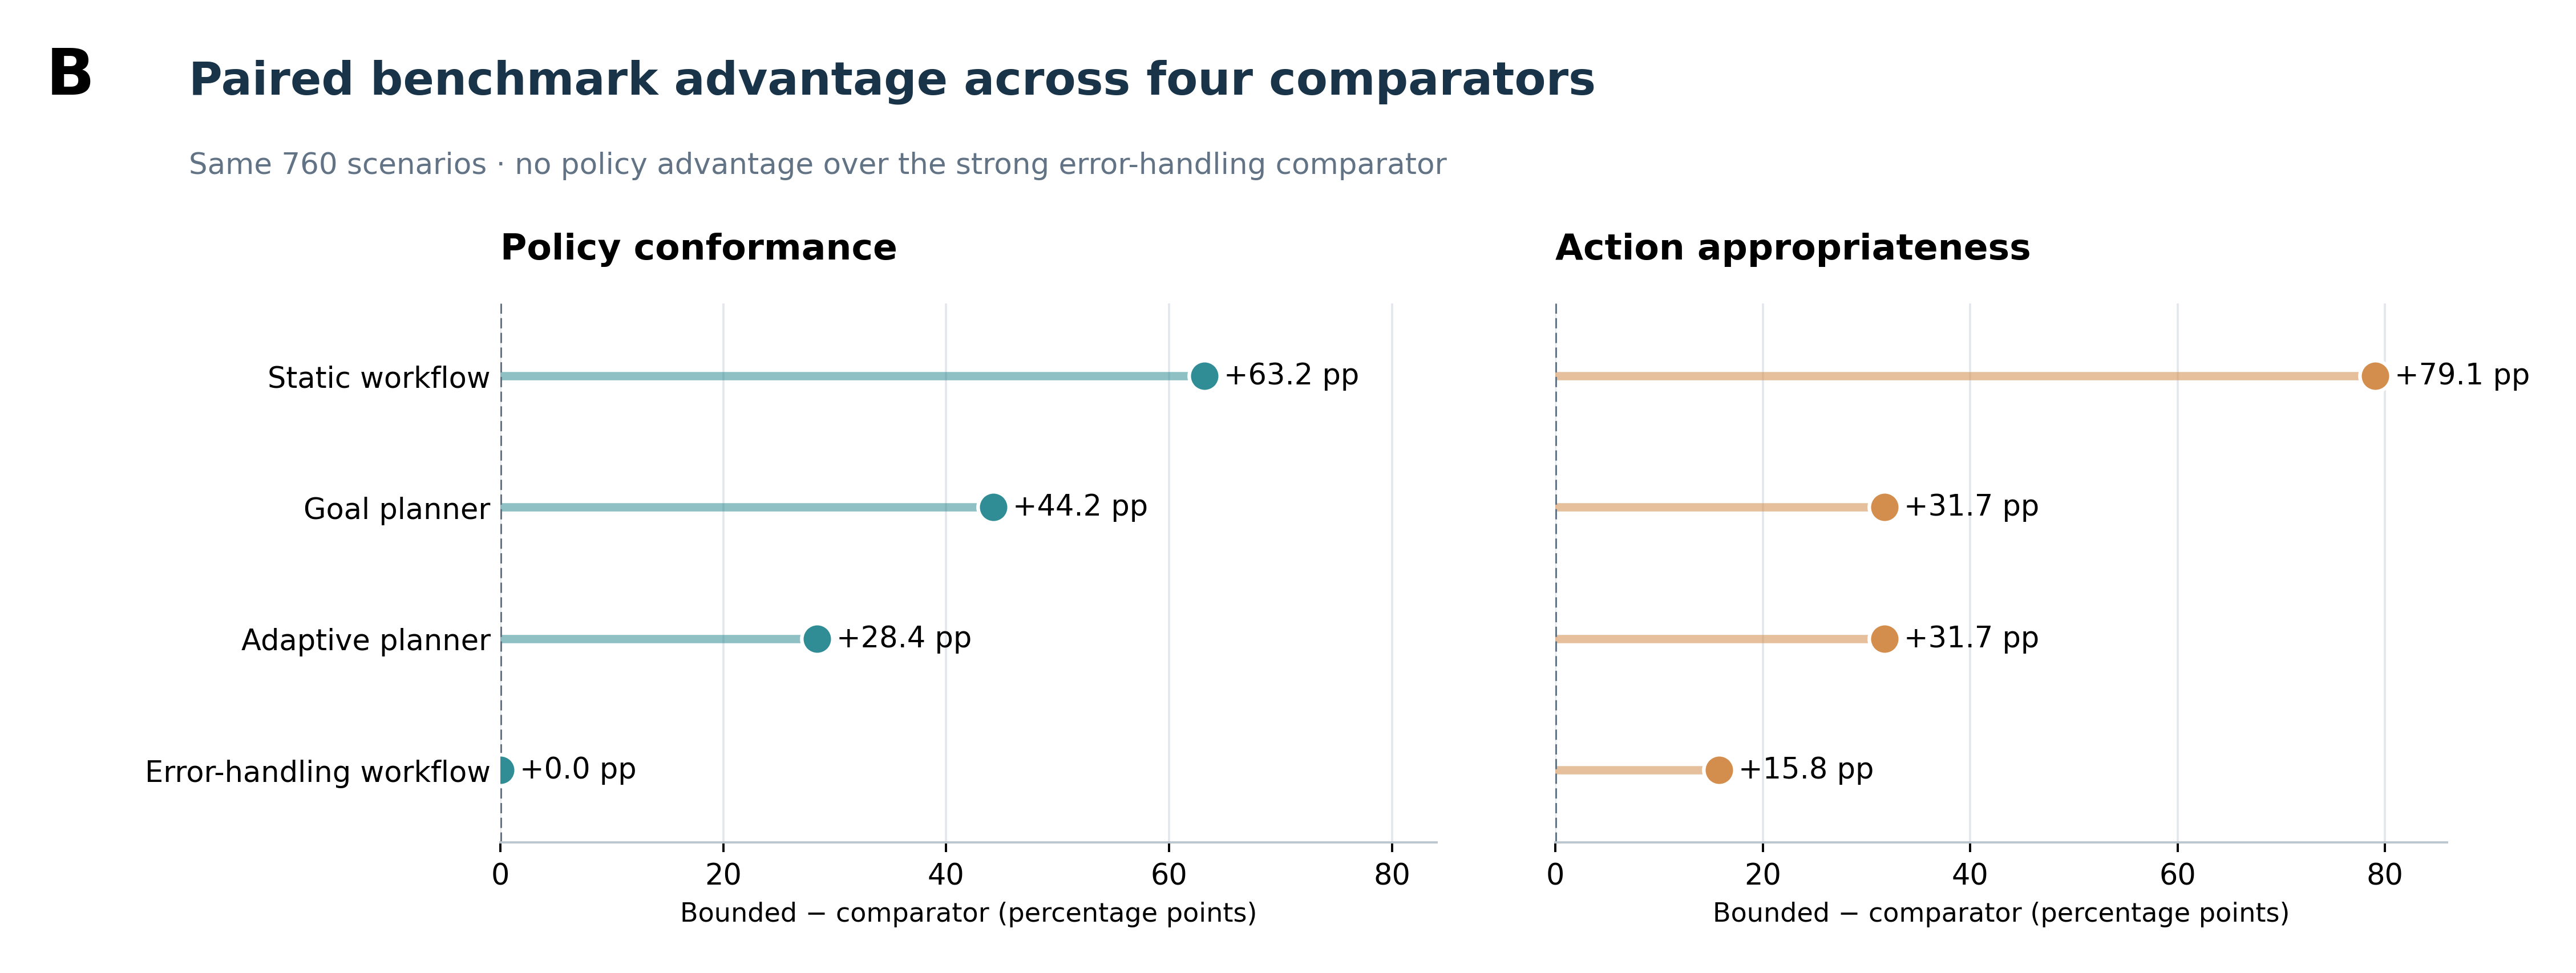 B
Paired benchmark advantage across four comparators
Same 760 scenarios · no policy advantage over the strong error-handling comparator
Policy conformance
Static workflow
+63.2 pp
Goal planner
+44.2 pp
Adaptive planner
+28.4 pp
Error-handling workflow
+0.0 pp
0 20 40 60 80
Bounded − comparator (percentage points)
Action appropriateness
+79.1 pp
+31.7 pp
+31.7 pp
+15.8 pp
0 20 40 60 80
Bounded − comparator (percentage points)